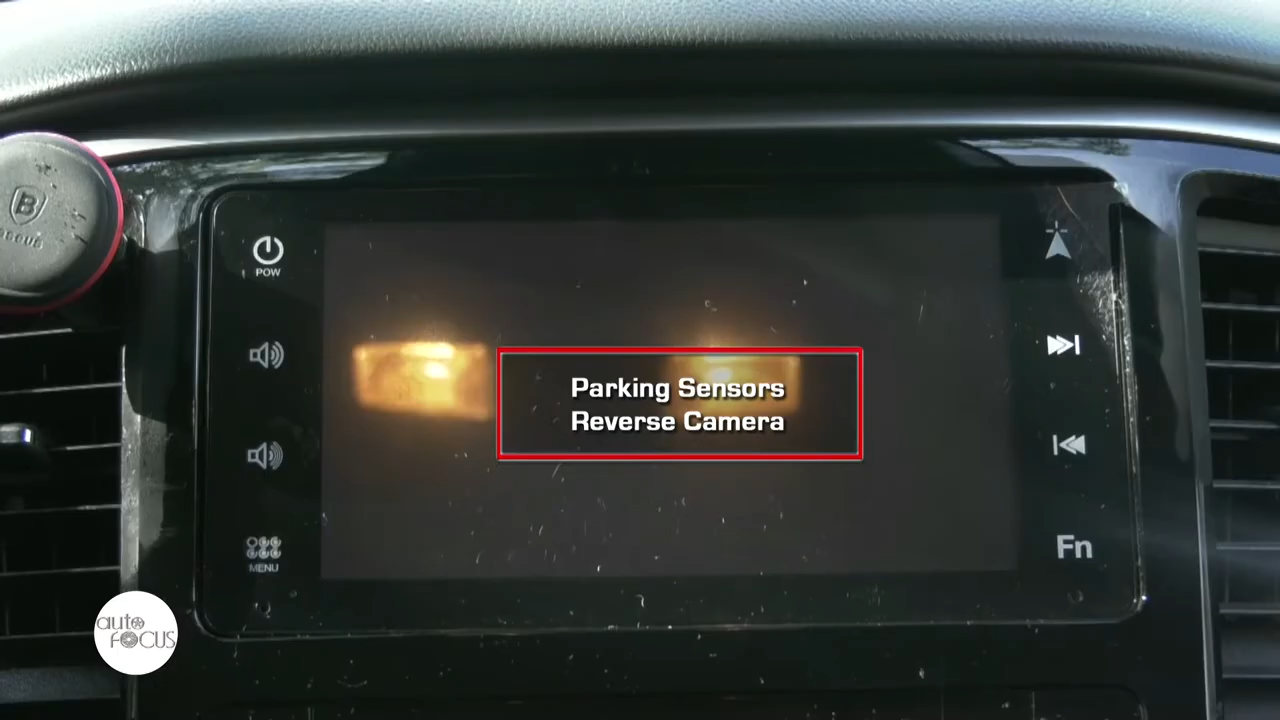 B
POW
Parking Sensors
Reverse Camera
Fn
MENU
auto
FOCUS